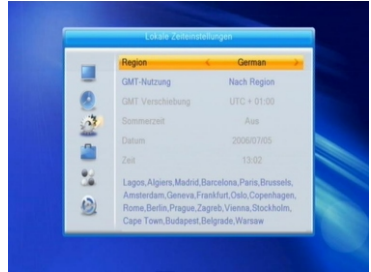 Lokale Zeiteinstellungen
Region < German >
GMT-Nutzung Nach Region
GMT Verschiebung UTC + 01:00
Sommerzeit Aus
Datum 2006/07/05
Zeit 13:02
Lagos,Algiers,Madrid,Barcelona,Paris,Brussels,
Amsterdam,Geneva,Frankfurt,Oslo,Copenhagen,
Rome,Berlin,Prague,Zagreb,Vienna,Stockholm,
Cape Town,Budapest,Belgrade,Warsaw